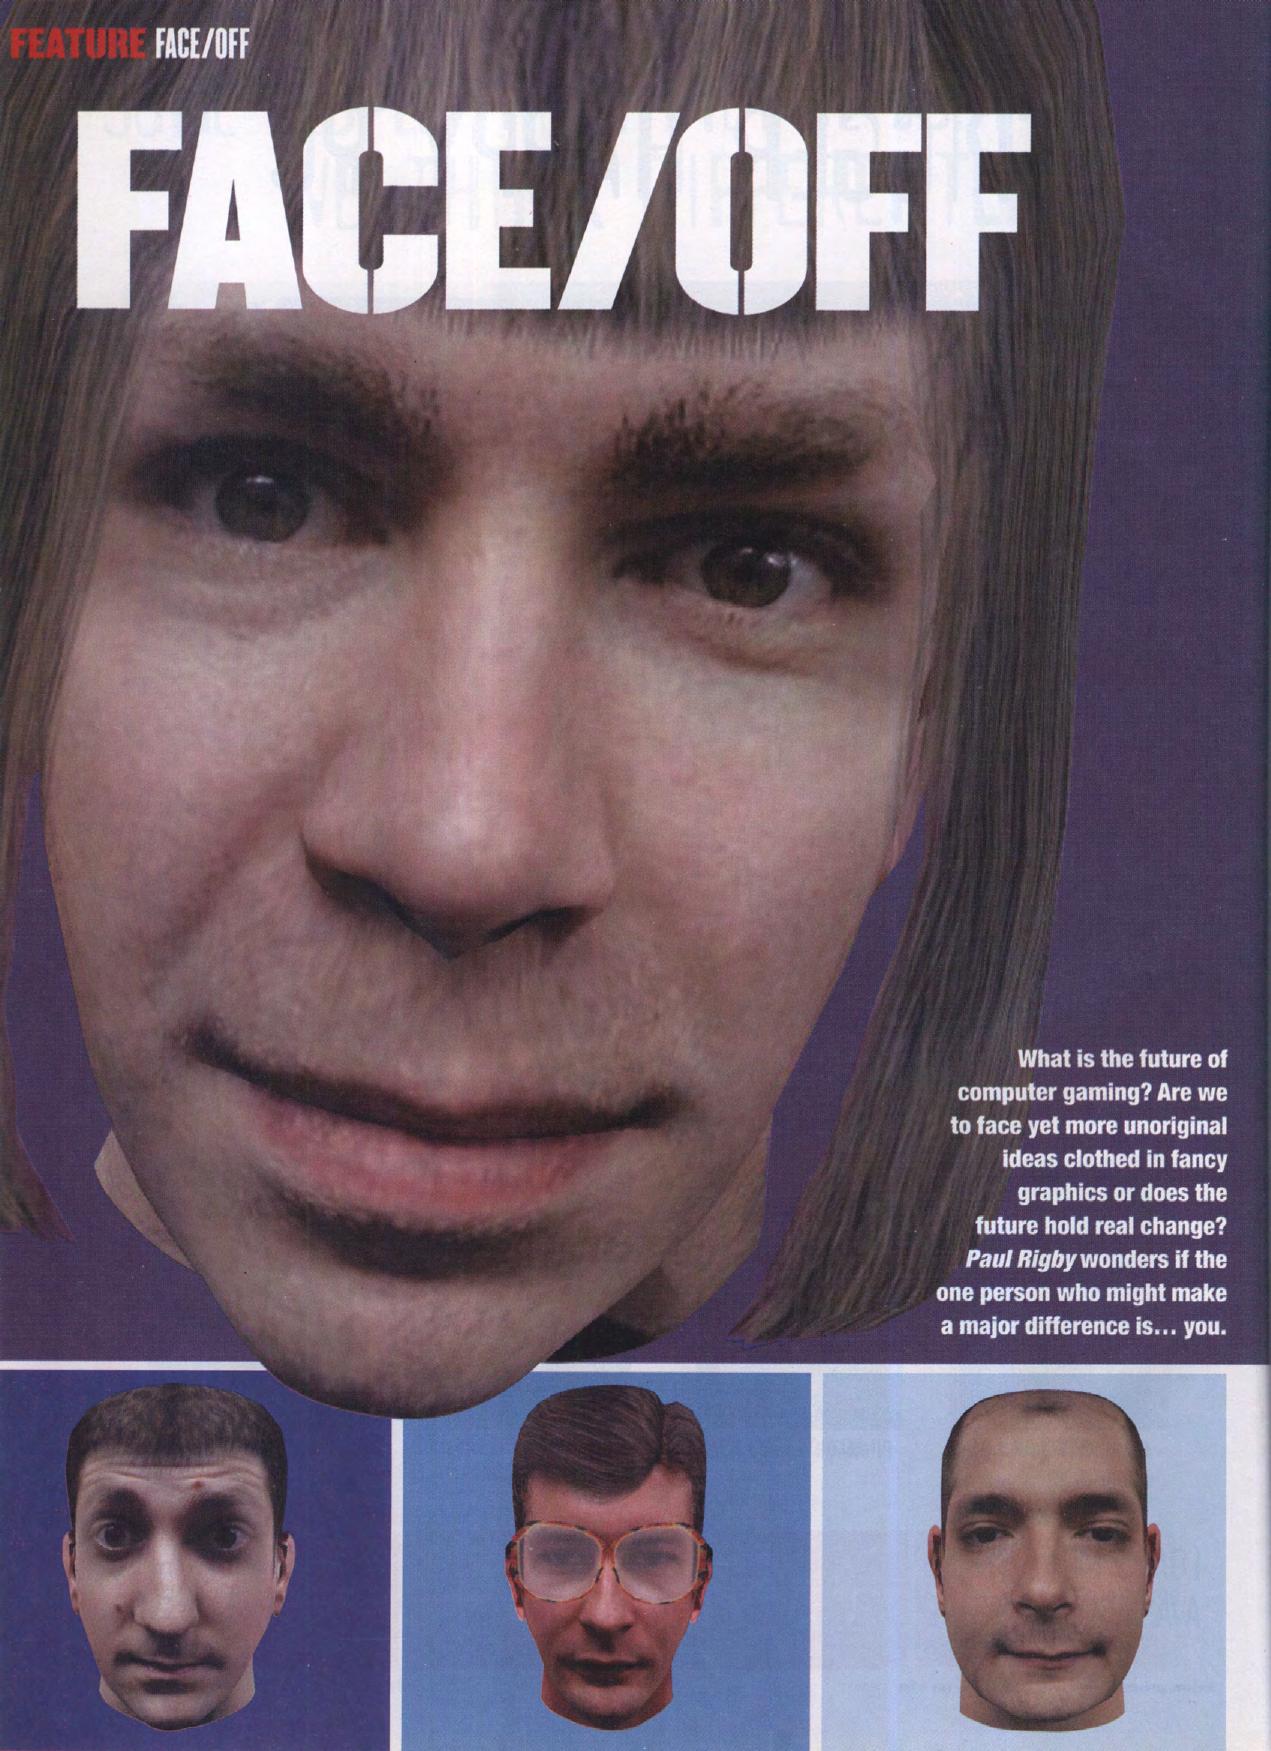 FEATURE FACE/OFF
FACE/OFF
What is the future of
computer gaming? Are we
to face yet more unoriginal
ideas clothed in fancy
graphics or does the
future hold real change?
Paul Rigby wonders if the
one person who might make
a major difference is... you.